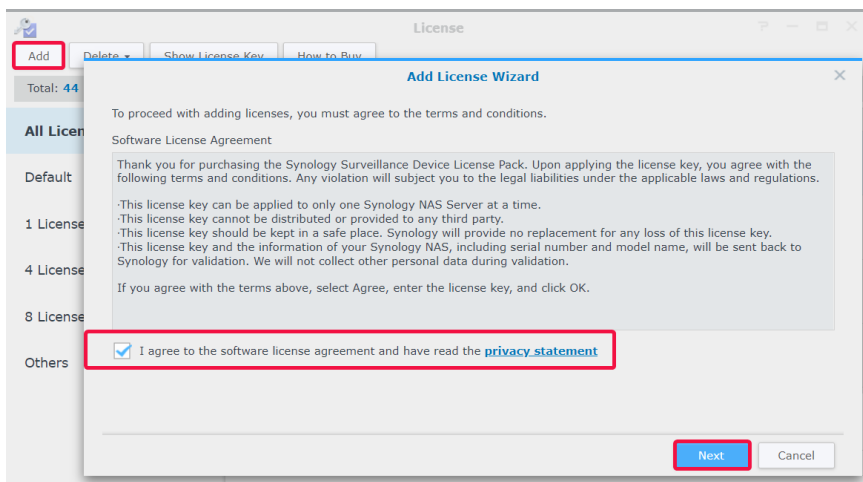 License
Add
Delete
Show License Key
How to Buy
Total: 44
Add License Wizard
All Licen
Default
1 License
4 License
8 License
Others
To proceed with adding licenses, you must agree to the terms and conditions.
Software License Agreement
Thank you for purchasing the Synology Surveillance Device License Pack. Upon applying the license key, you agree with the
following terms and conditions. Any violation will subject you to the legal liabilities under the applicable laws and regulations.
·This license key can be applied to only one Synology NAS Server at a time.
·This license key cannot be distributed or provided to any third party.
·This license key should be kept in a safe place. Synology will provide no replacement for any loss of this license key.
·This license key and the information of your Synology NAS, including serial number and model name, will be sent back to
Synology for validation. We will not collect other personal data during validation.
If you agree with the terms above, select Agree, enter the license key, and click OK.
I agree to the software license agreement and have read the privacy statement
Next
Cancel